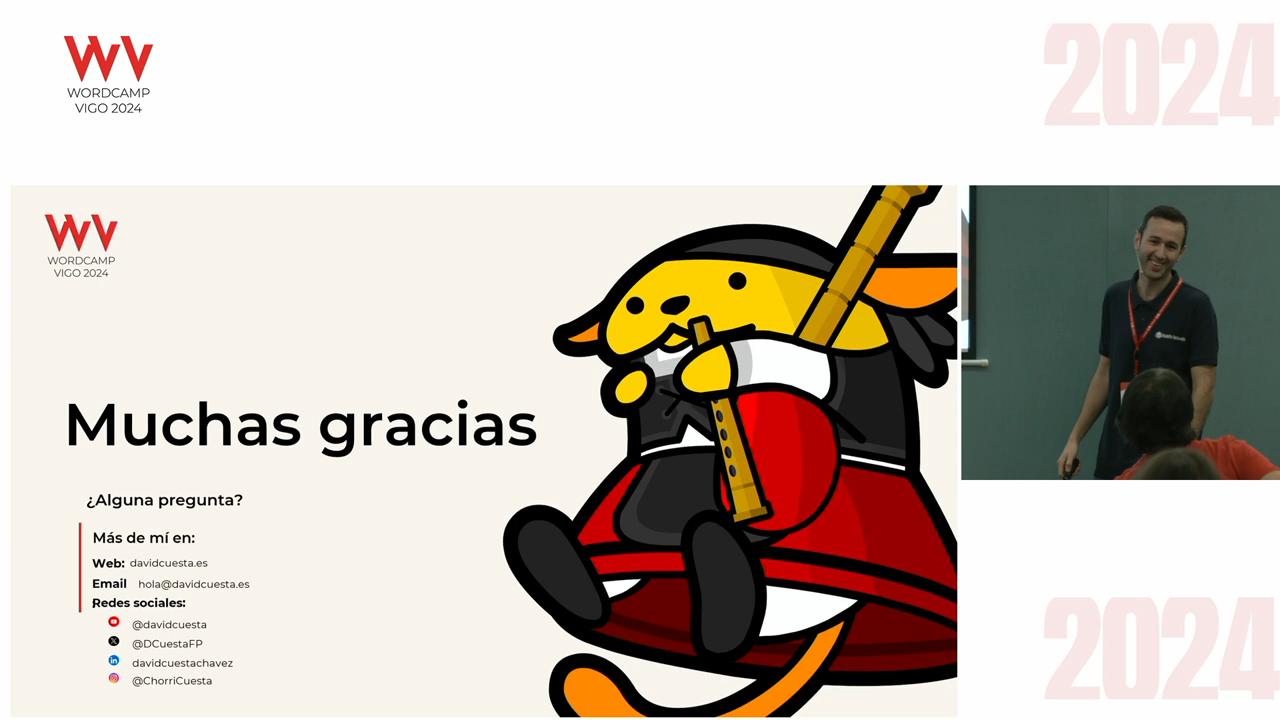 WORDCAMP
VIGO 2024
2024
WORDCAMP
VIGO 2024
Muchas gracias
¿Alguna pregunta?
Más de mí en:
Web: davidcuesta.es
Email hola@davidcuesta.es
Redes sociales:
@davidcuesta
@DCuestaFP
davidcuestachavez
@ChorriCuesta
2024